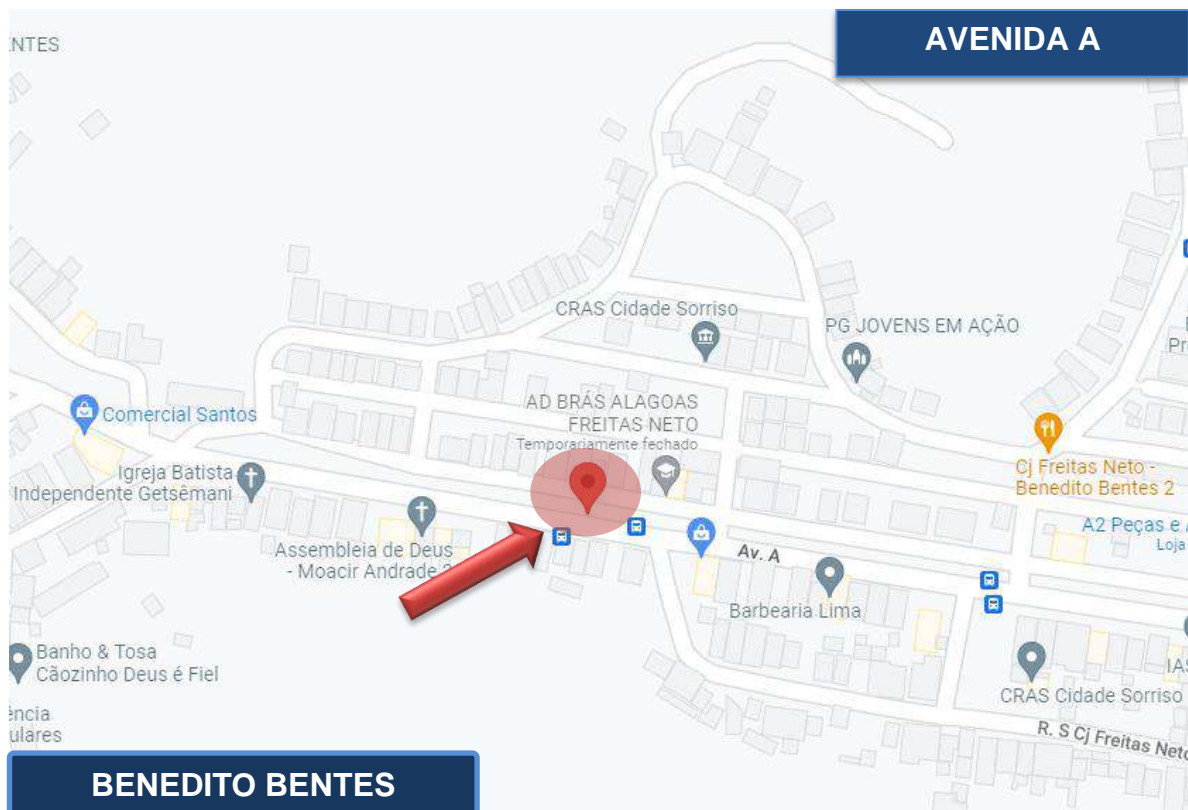 AVENIDA A
NTES
CRAS Cidade Sorriso
PG JOVENS EM AÇÃO
Pr
AD BRÁS ALAGOAS
FREITAS NETO
Temporariamente fechado
Comercial Santos
Igreja Batista
Independente Getsêmani
Cj Freitas Neto -
Benedito Bentes 2
A2 Peças e
Loja
Assembleia de Deus
- Moacir Andrade 2
Av. A
Barbearia Lima
Banho & Tosa
Cãozinho Deus é Fiel
IAS
CRAS Cidade Sorriso
ência
ulares
R. S Cj Freitas Neto
BENEDITO BENTES